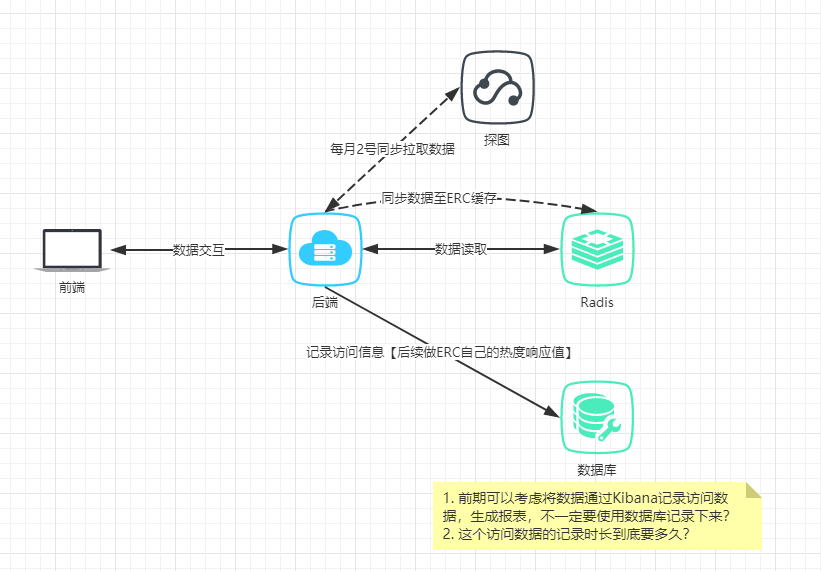 探图
每月2号同步拉取数据
同步数据至ERC缓存
数据交互
数据读取
前端
后端
Radis
记录访问信息【后续做ERC自己的热度响应值】
数据库
1. 前期可以考虑将数据通过Kibana记录访问数
据，生成报表，不一定要使用数据库记录下来？
2. 这个访问数据的记录时长到底要多久？